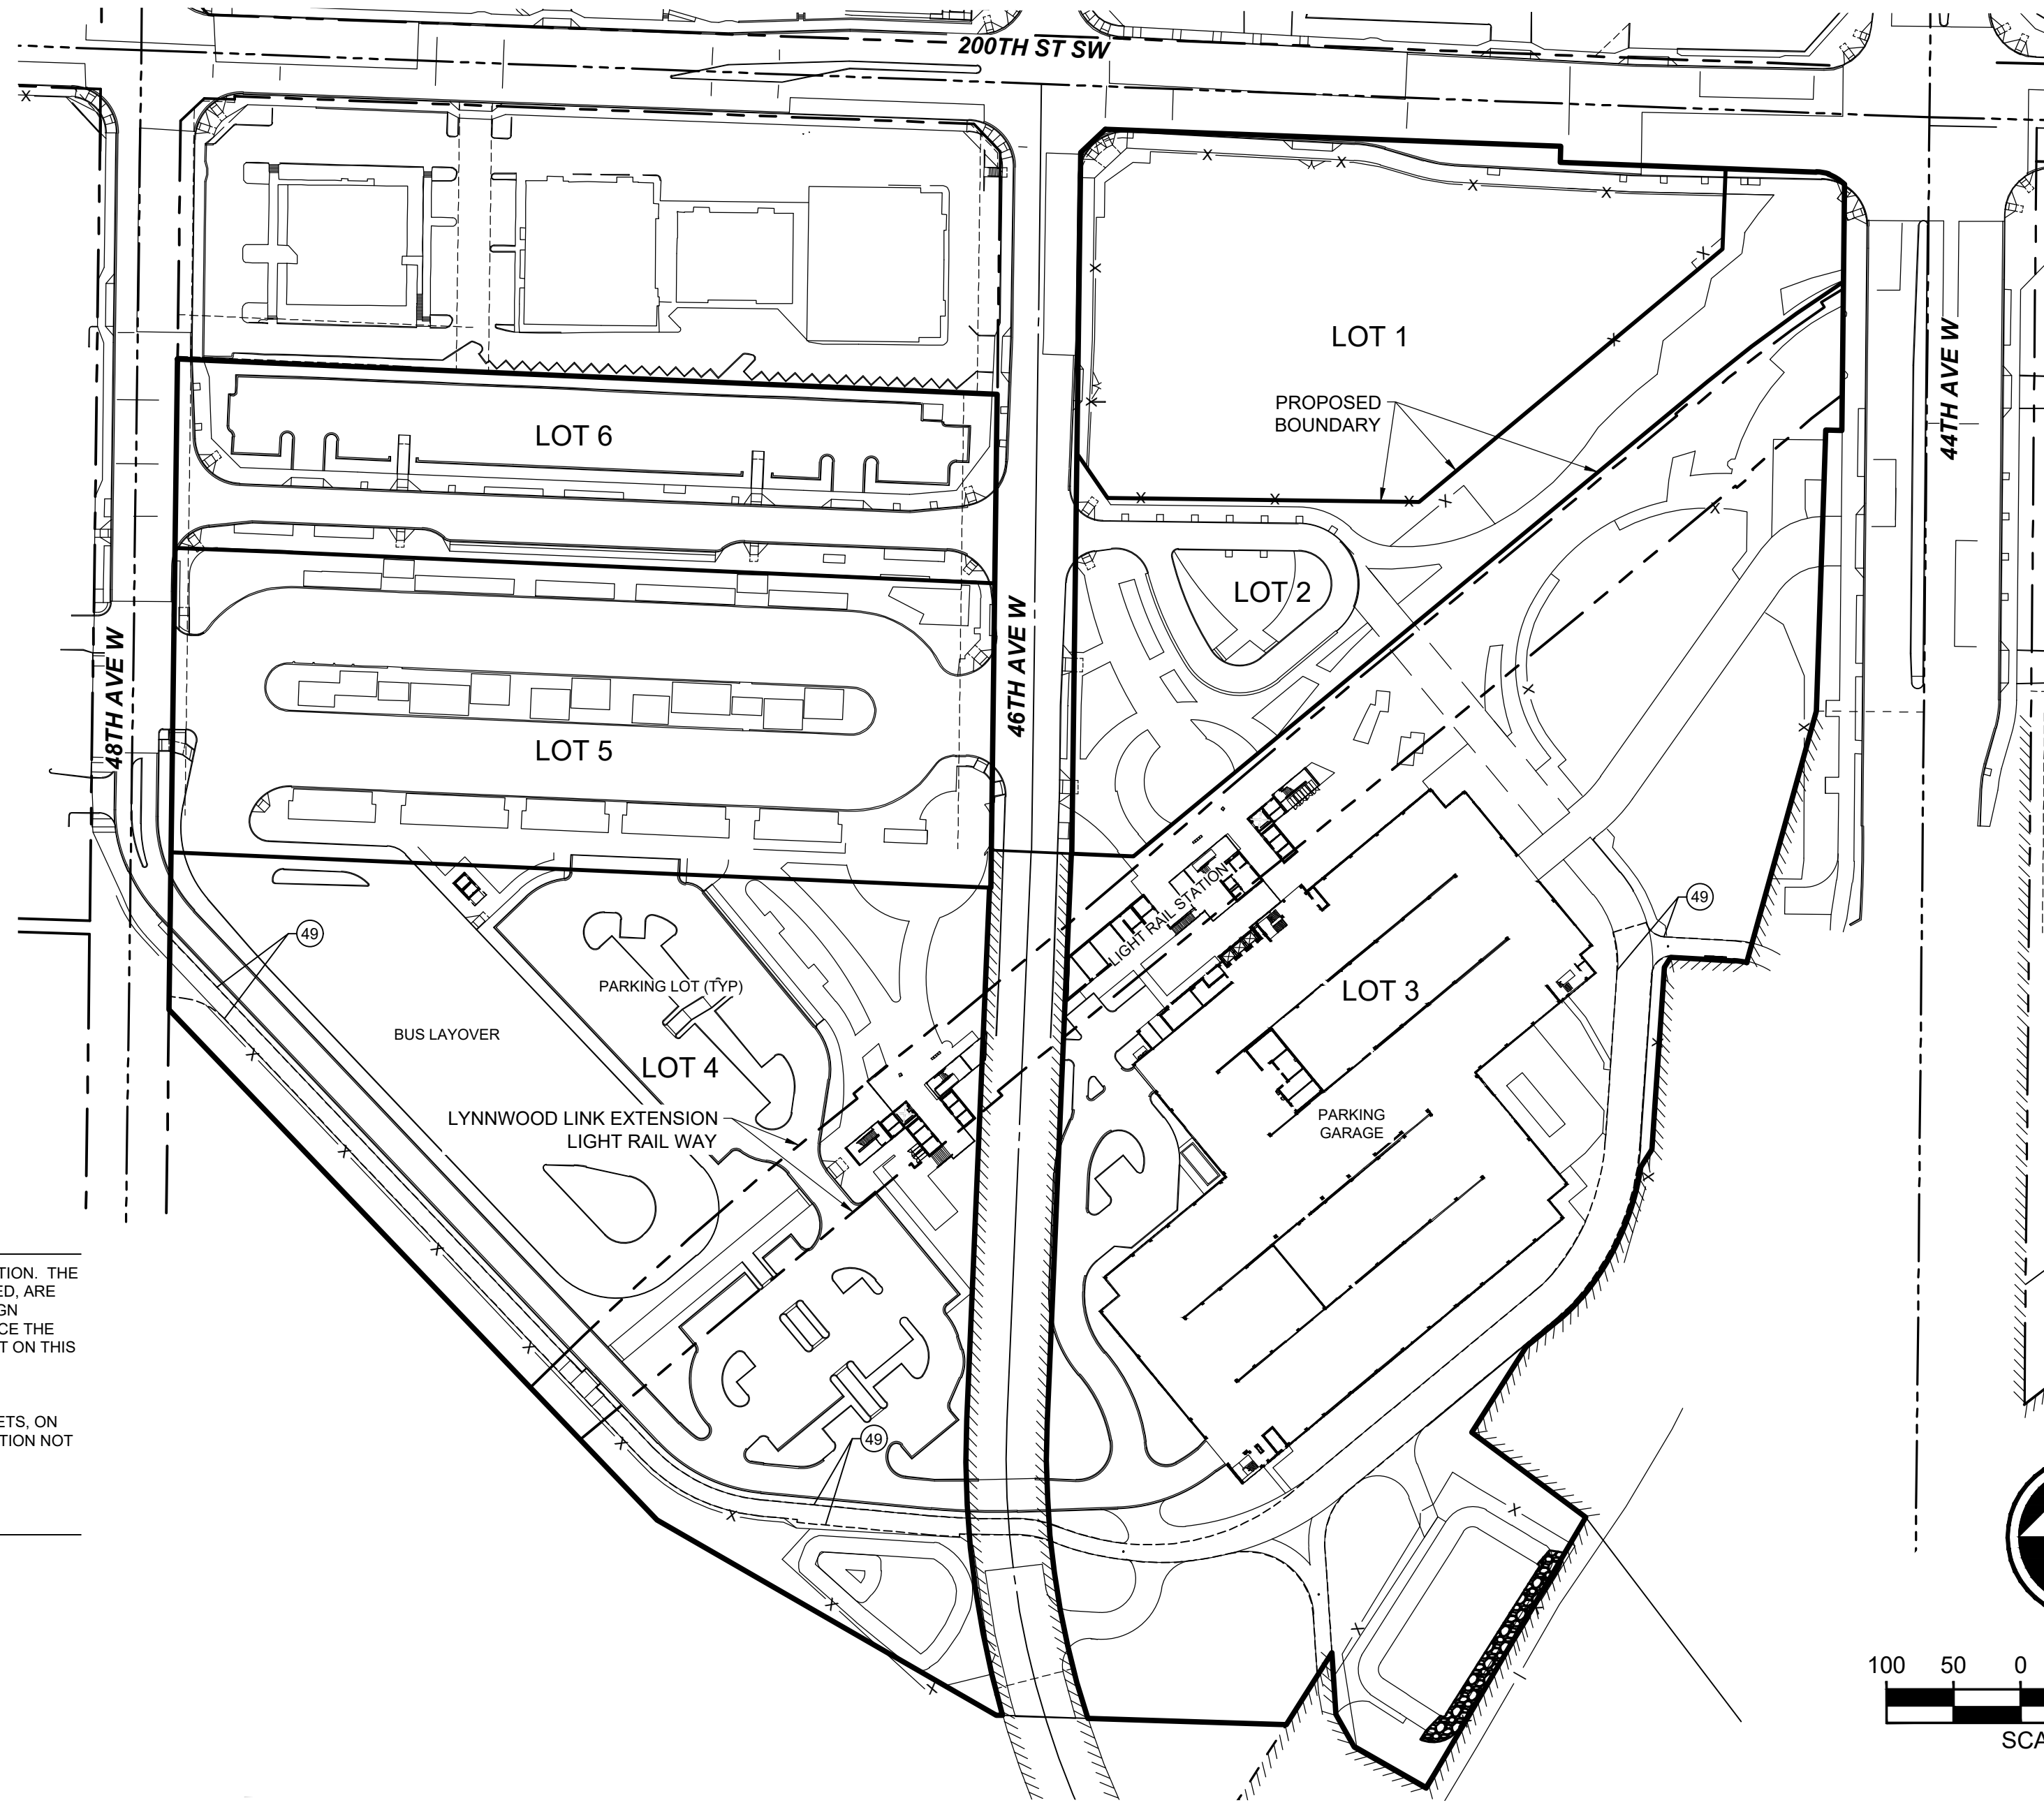 200TH ST SW
LOT 1
44TH AVE W
PROPOSED
BOUNDARY
LOT 6
LOT 2
46TH AVE W
48TH AVE W
LOT 5
49
49
LIGHT RAIL STATION
PARKING LOT (TYP)
LOT 3
BUS LAYOVER
LOT 4
LYNNWOOD LINK EXTENSION
LIGHT RAIL WAY
PARKING
GARAGE
TION. THE
ED, ARE
GN
CE THE
T ON THIS
ETS, ON
TION NOT
49
100 50 0
SCA